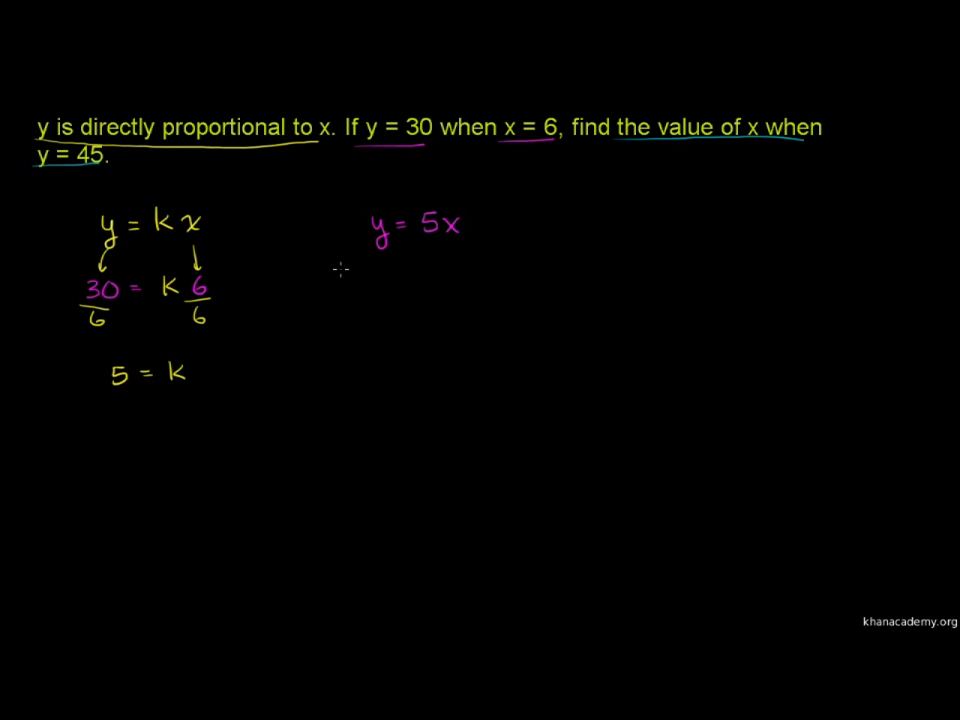 y is directly proportional to x. If y = 30 when x = 6, find the value of x when
y = 45.
y = k x
y = 5x
30 = k 6
6 6
5 = k
khanacademy.org